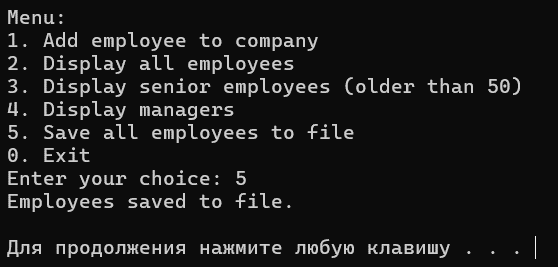 Menu:
1. Add employee to company
2. Display all employees
3. Display senior employees (older than 50)
4. Display managers
5. Save all employees to file
0. Exit
Enter your choice: 5
Employees saved to file.
Для продолжения нажмите любую клавишу . . .